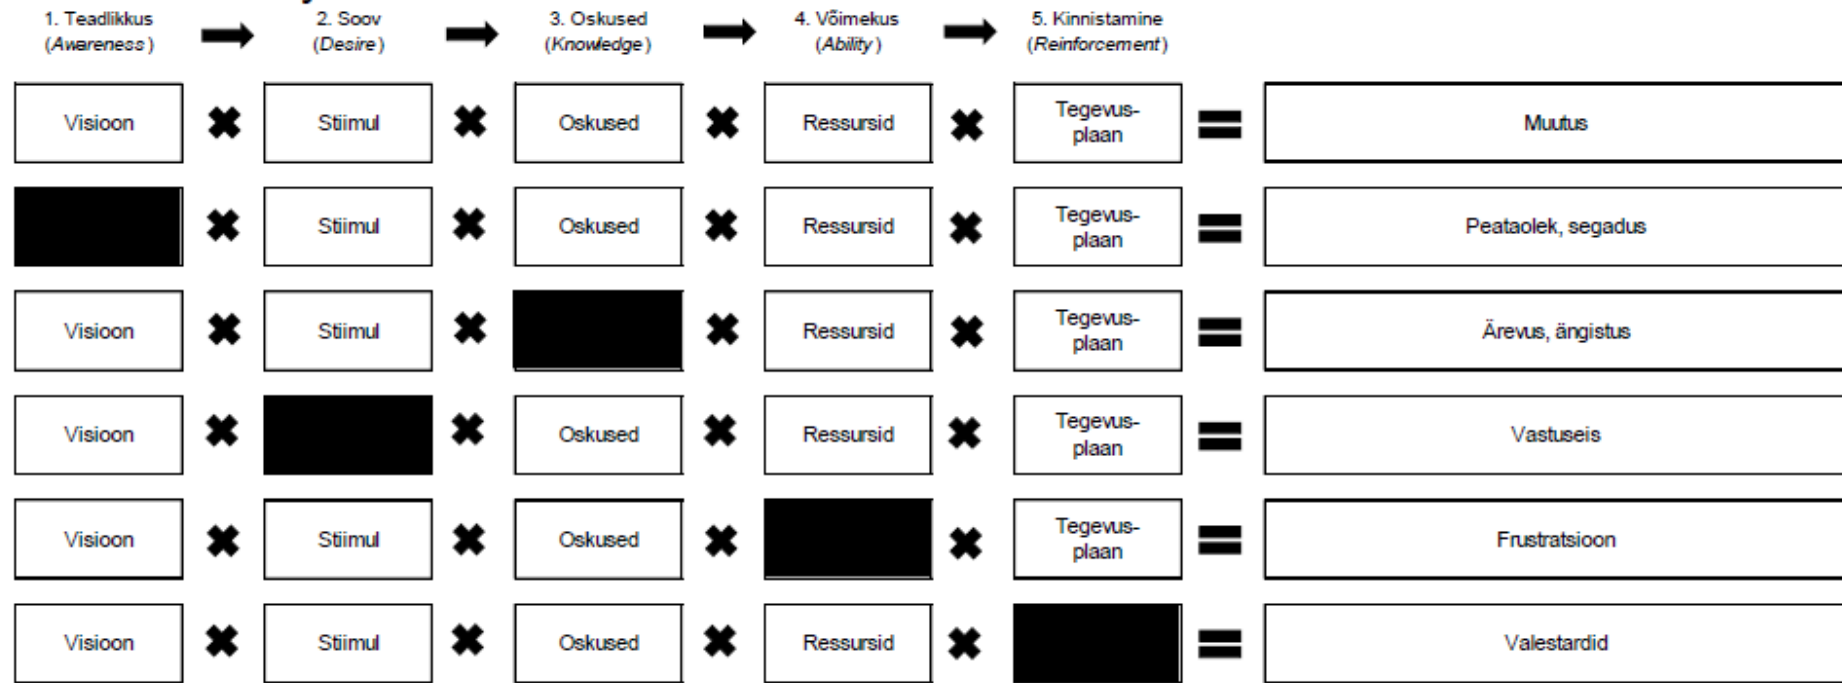 1. Teadlikkus 2. Soov 3. Oskused 4. Võimekus 5. Kinnistamine
(Awareness) (Desire) (Knowledge) (Ability) (Reinforcement)
Visioon Stiimul Oskused Ressursid Tegevus-plaan Muutus
Stiimul Oskused Ressursid Tegevus-plaan Peataolek, segadus
Visioon Stiimul Ressursid Tegevus-plaan Ärevus, ängistus
Visioon Oskused Ressursid Tegevus-plaan Vastuseis
Visioon Stiimul Oskused Tegevus-plaan Frustratsioon
Visioon Stiimul Oskused Ressursid Valestardid